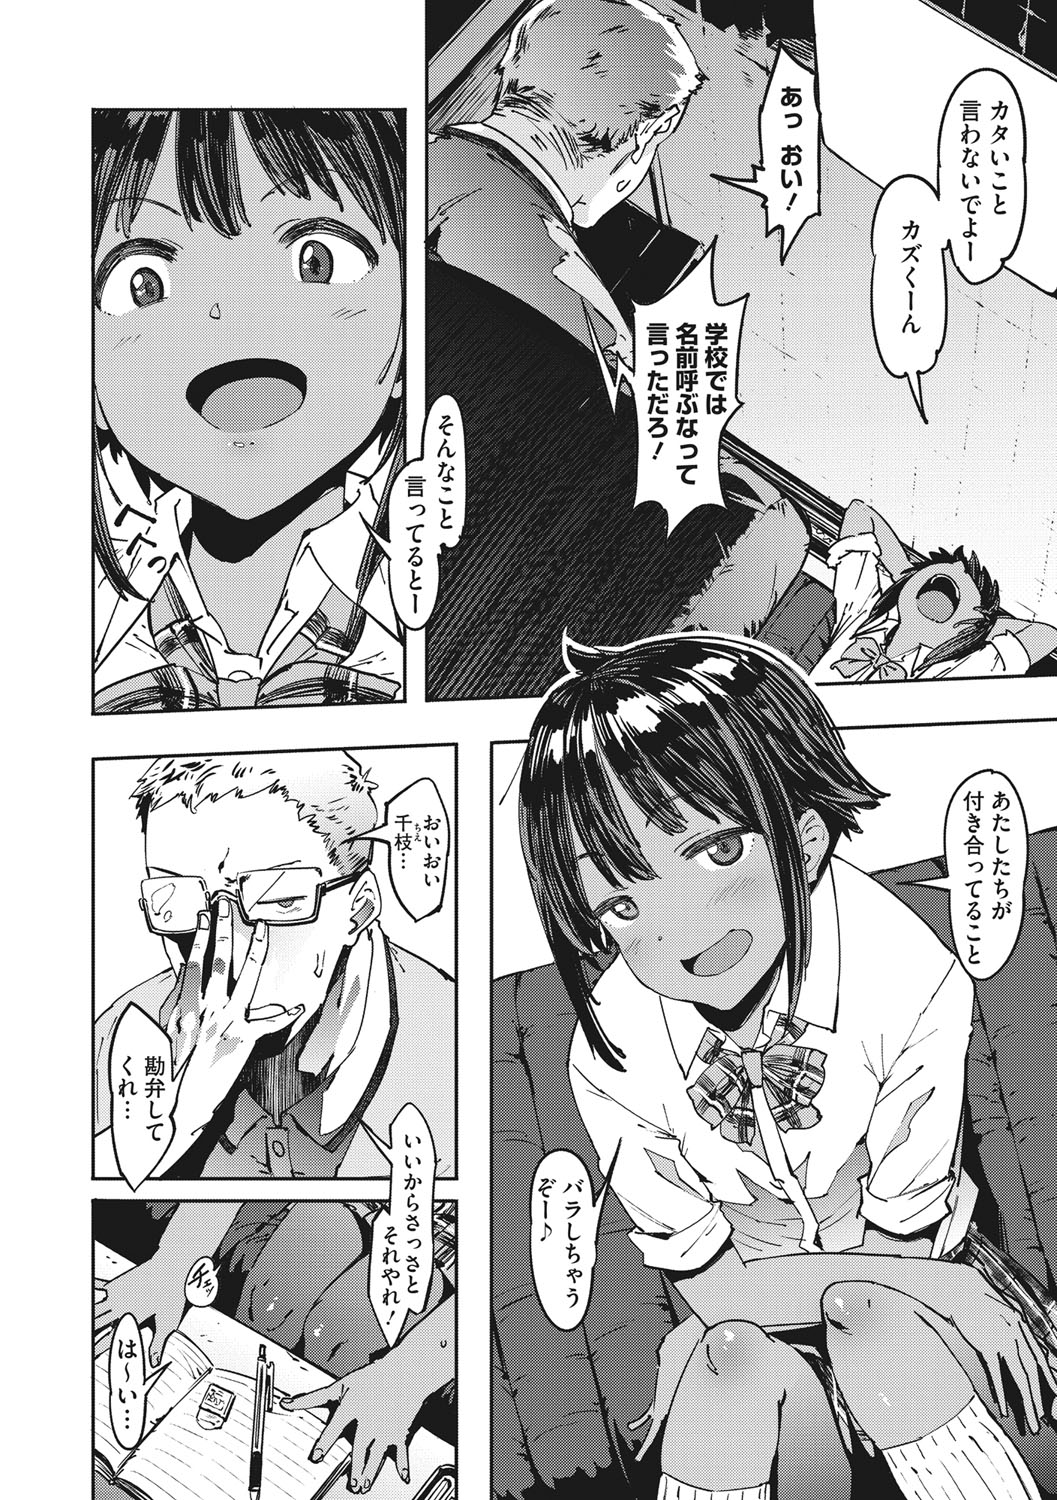 カタいこと
言わないでよー
カズくーん
あっ おい!
学校では
名前呼ぶなって
言っただろ!
そんなこと
言ってるとー
へへっ
あたしたちが
付き合ってること
バラしちゃう
ぞー♪
おいおい
千枝…
ちえ
勘弁して
くれ…
いいからさっさと
それやれ!
チェッ
は〜い…